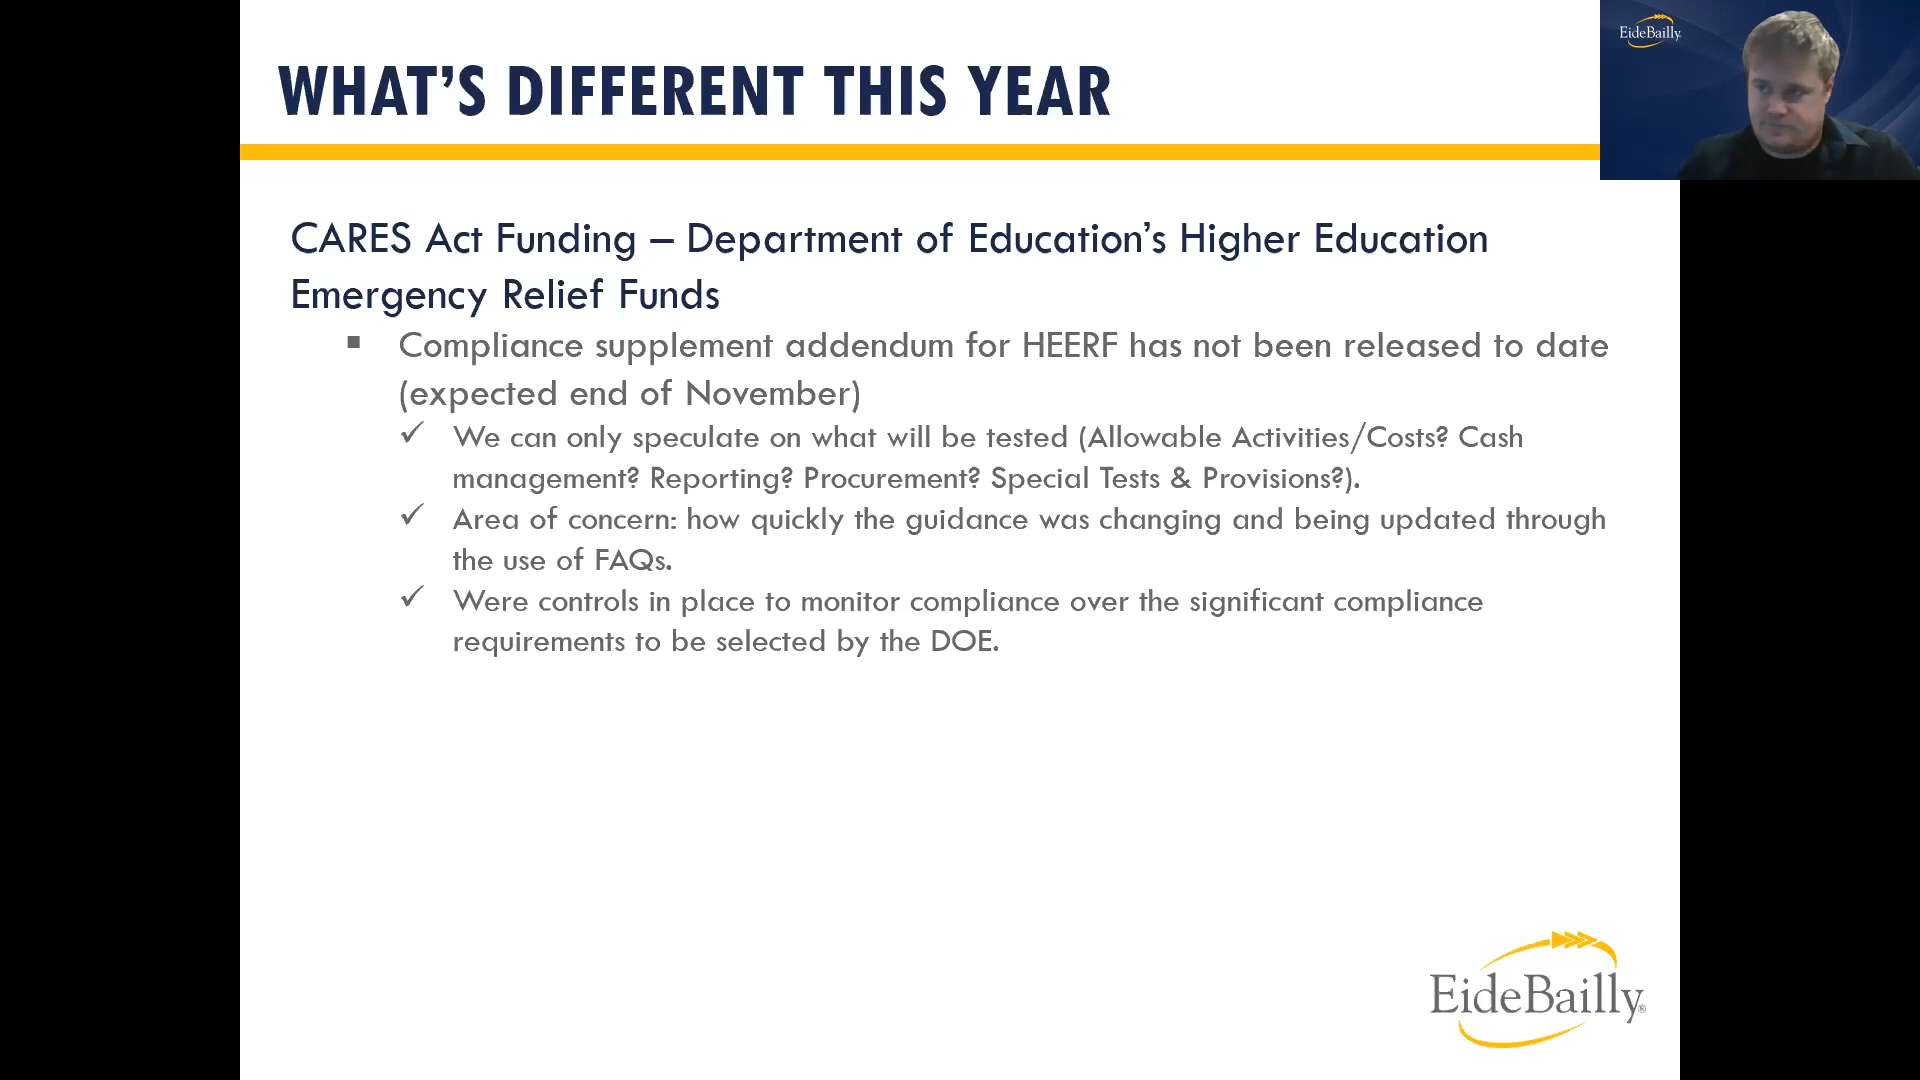 WHAT'S DIFFERENT THIS YEAR
EideBailly
CARES Act Funding – Department of Education's Higher Education
Emergency Relief Funds
▪ Compliance supplement addendum for HEERF has not been released to date
(expected end of November)
✓ We can only speculate on what will be tested (Allowable Activities/Costs? Cash
management? Reporting? Procurement? Special Tests & Provisions?).
✓ Area of concern: how quickly the guidance was changing and being updated through
the use of FAQs.
✓ Were controls in place to monitor compliance over the significant compliance
requirements to be selected by the DOE.
EideBailly®